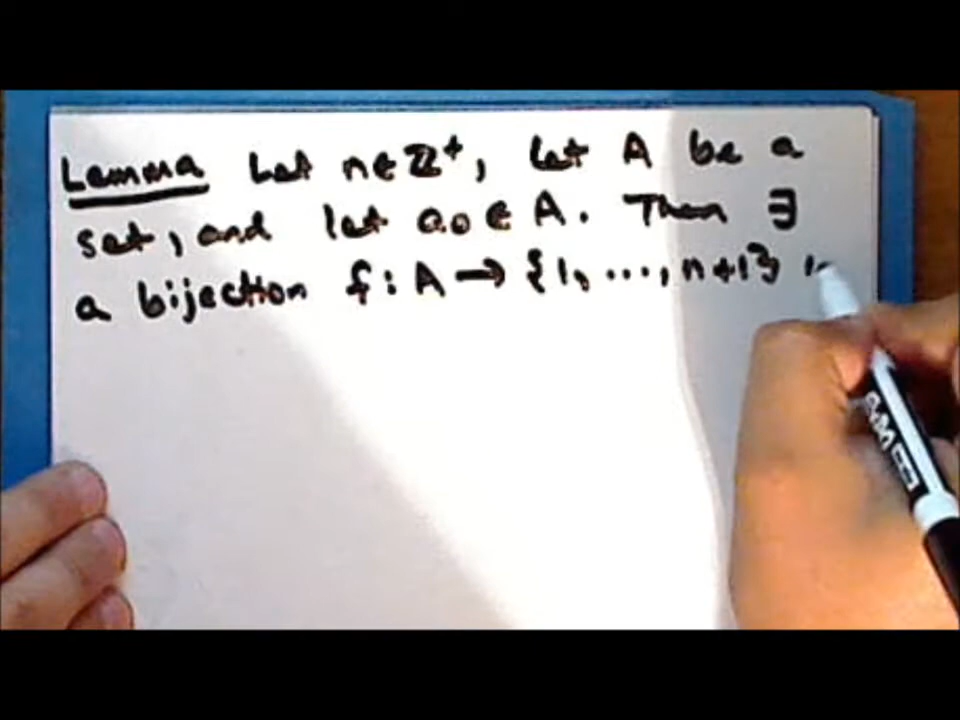 Lemma Let n∈ℤ⁺, let A be a
set, and let a₀∈A. Then ∃
a bijection f:A→{1,...,n+1}